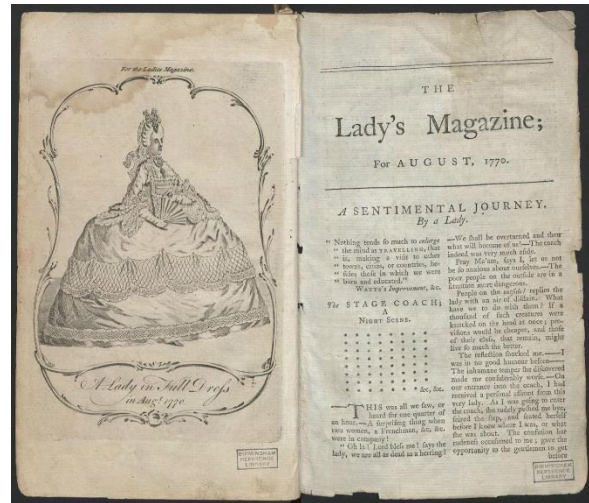 For the Ladies Magazine.
A Lady in Full Dress
in Augt. 1770
BIRMINGHAM
REFERENCE
LIBRARY
THE
Lady's Magazine;
For AUGUST, 1770.
A SENTIMENTAL JOURNEY.
By a Lady.
"Nothing tends so much to enlarge
"the mind as TRAVELLING, that
"is, making a visit to other
"towns, cities, or countries, be-
"sides those in which we were
"born and educated."
WATTS's Improvement, &c.
The STAGE COACH;
A
NIGHT SCENE.
&c, &c.
—THIS was all we saw, or
heard for one quarter of
an hour.—A surprising thing when
two women, a Frenchman, &c. &c.
were in company!
"Oh la! Lord bless me! says the
lady, we are all as dead as a herring!
—We shall be overturned and then
what will become of us!—The coach
indeed was very much aside.
Pray Ma'am, says I, let us not
be so anxious about ourselves.—The
poor people on the outside are in a
situation more dangerous.
People on the outside! replies the
lady with an air of disdain. What
have we to do with them? If a
thousand of such creatures were
knocked on the head at once; pro-
visions would be cheaper, and those
of their class, that remain, might
live so much the better.
The reflection shocked me.——I
was in no good humour before——
The inhumane temper she discovered
made me considerably worse.—On
our entrance into the coach, I had
received a personal affront from this
very lady. As I was going to enter
the coach, she rudely pushed me bye,
seized the flap, and seated herself
before I knew where I was, or what
she was about. The confusion her
rudeness occasioned to me; gave the
opportunity to the gentlemen to get
before
BIRMINGHAM
REFERENCE
LIBRARY